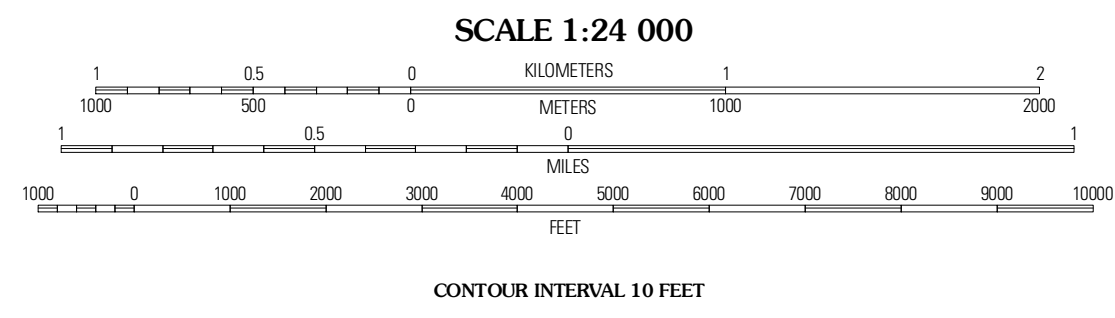 SCALE 1:24 000
1 0.5 0 KILOMETERS 1 2
1000 500 0 METERS 1000 2000
1 0.5 0 1
MILES
1000 0 1000 2000 3000 4000 5000 6000 7000 8000 9000 10000
FEET
CONTOUR INTERVAL 10 FEET